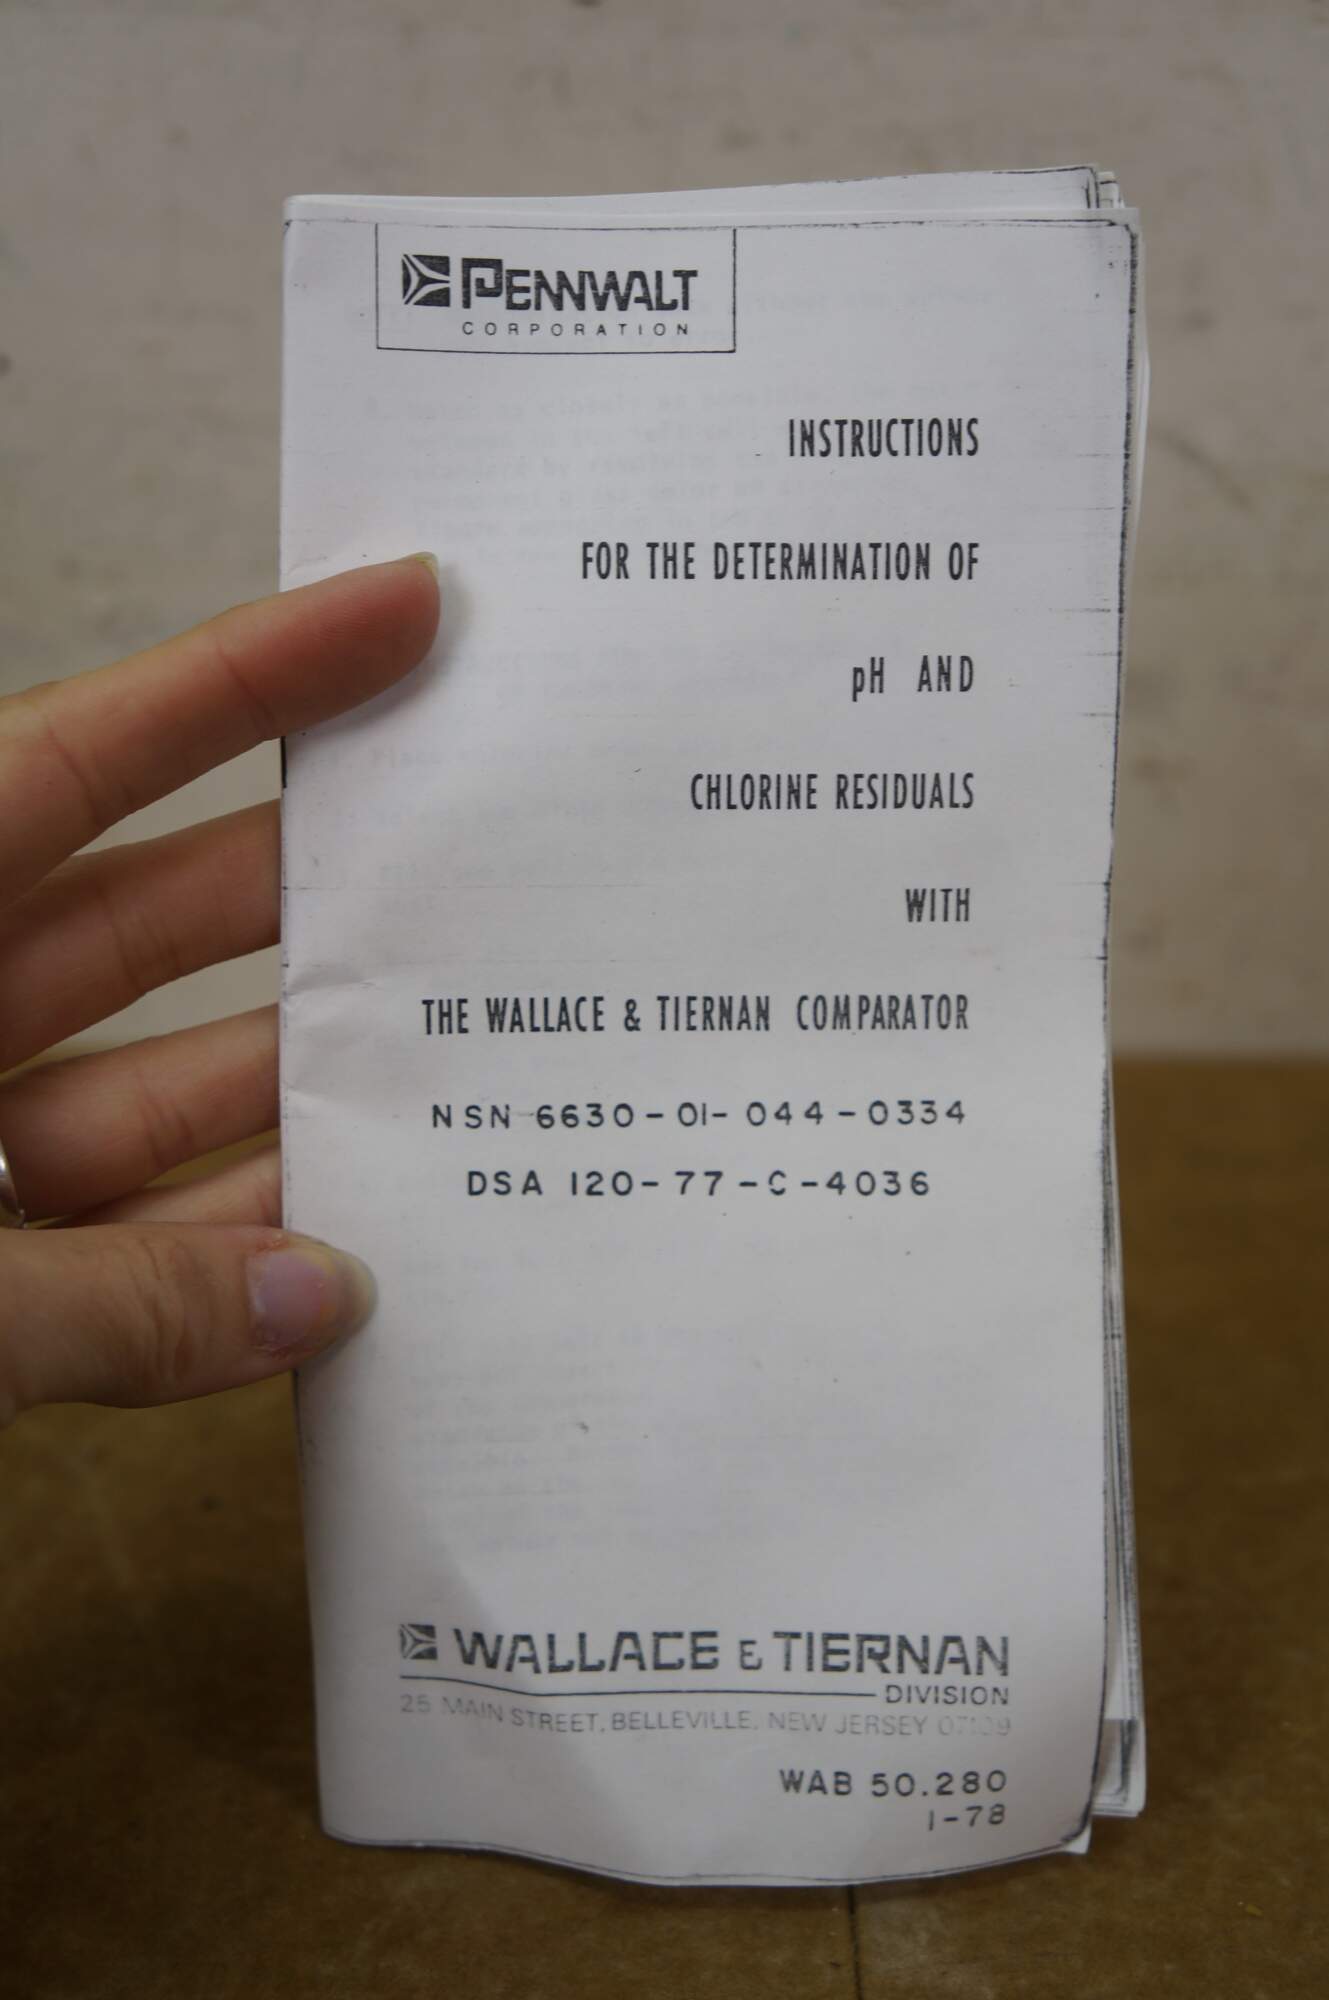 PENNWALT
CORPORATION
INSTRUCTIONS
FOR THE DETERMINATION OF
pH AND
CHLORINE RESIDUALS
WITH
THE WALLACE & TIERNAN COMPARATOR
NSN 6630-01-044-0334
DSA 120-77-C-4036
WALLACE & TIERNAN
DIVISION
25 MAIN STREET, BELLEVILLE, NEW JERSEY 07109
WAB 50.280
1-78